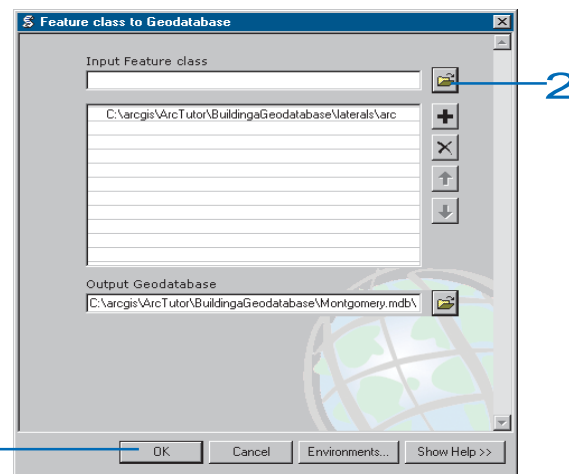 Feature class to Geodatabase
Input Feature class
2
C:\arcgis\ArcTutor\BuildingaGeodatabase\laterals\arc
Output Geodatabase
C:\arcgis\ArcTutor\BuildingaGeodatabase\Montgomery.mdb\
OK Cancel Environments... Show Help >>